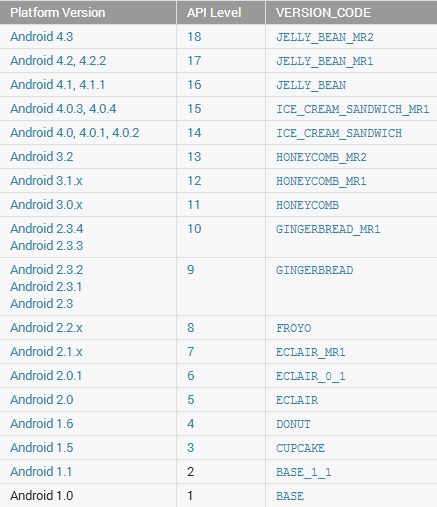 Platform Version API Level VERSION_CODE
Android 4.3 18 JELLY_BEAN_MR2
Android 4.2, 4.2.2 17 JELLY_BEAN_MR1
Android 4.1, 4.1.1 16 JELLY_BEAN
Android 4.0.3, 4.0.4 15 ICE_CREAM_SANDWICH_MR1
Android 4.0, 4.0.1, 4.0.2 14 ICE_CREAM_SANDWICH
Android 3.2 13 HONEYCOMB_MR2
Android 3.1.x 12 HONEYCOMB_MR1
Android 3.0.x 11 HONEYCOMB
Android 2.3.4 10 GINGERBREAD_MR1
Android 2.3.3
Android 2.3.2 9 GINGERBREAD
Android 2.3.1
Android 2.3
Android 2.2.x 8 FROYO
Android 2.1.x 7 ECLAIR_MR1
Android 2.0.1 6 ECLAIR_0_1
Android 2.0 5 ECLAIR
Android 1.6 4 DONUT
Android 1.5 3 CUPCAKE
Android 1.1 2 BASE_1_1
Android 1.0 1 BASE